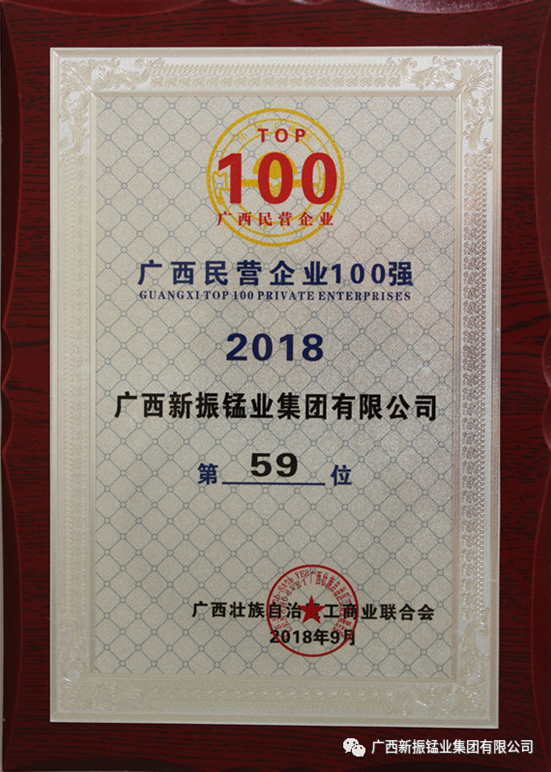 TOP
100
广西民营企业
广西民营企业100强
GUANGXI TOP 100 PRIVATE ENTERPRISES
2018
广西新振锰业集团有限公司
第 59 位
广西壮族自治 工商业联合会
2018年9月
广西新振锰业集团有限公司